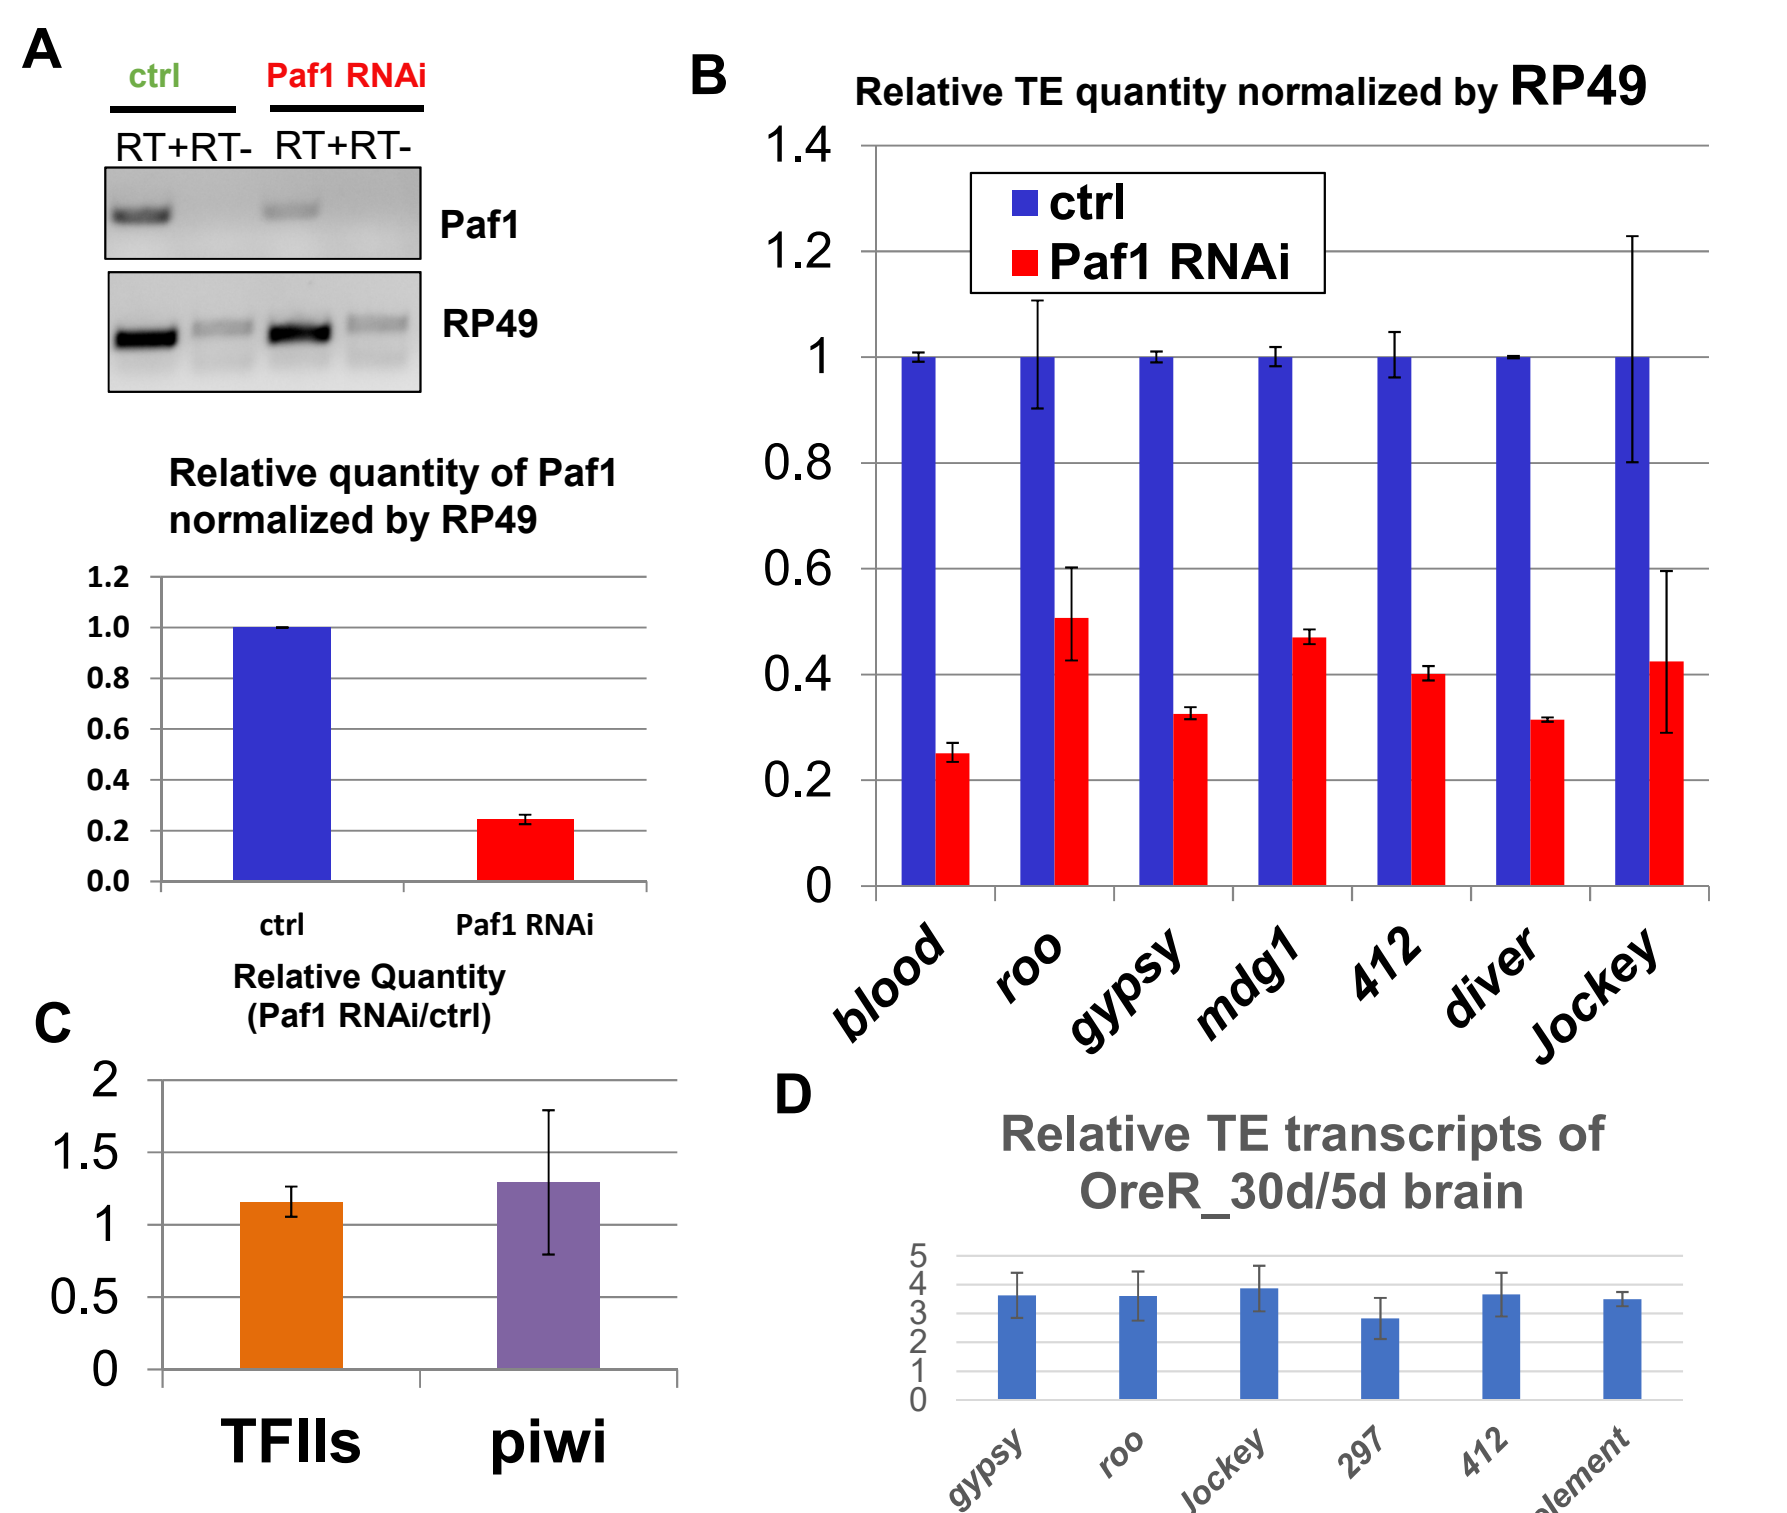 A
ctrl Paf1 RNAi
RT+RT- RT+RT-
Paf1
RP49
Relative quantity of Paf1
normalized by RP49
1.2
1.0
0.8
0.6
0.4
0.2
0.0
ctrl Paf1 RNAi
B
Relative TE quantity normalized by RP49
ctrl
Paf1 RNAi
1.4
1.2
1
0.8
0.6
0.4
0.2
0
blood roo gypsy mdg1 412 diver Jockey
C
Relative Quantity
(Paf1 RNAi/ctrl)
2
1.5
1
0.5
0
TFIIs piwi
D
Relative TE transcripts of
OreR_30d/5d brain
5
4
3
2
1
0
gypsy roo Jockey 297 412 element